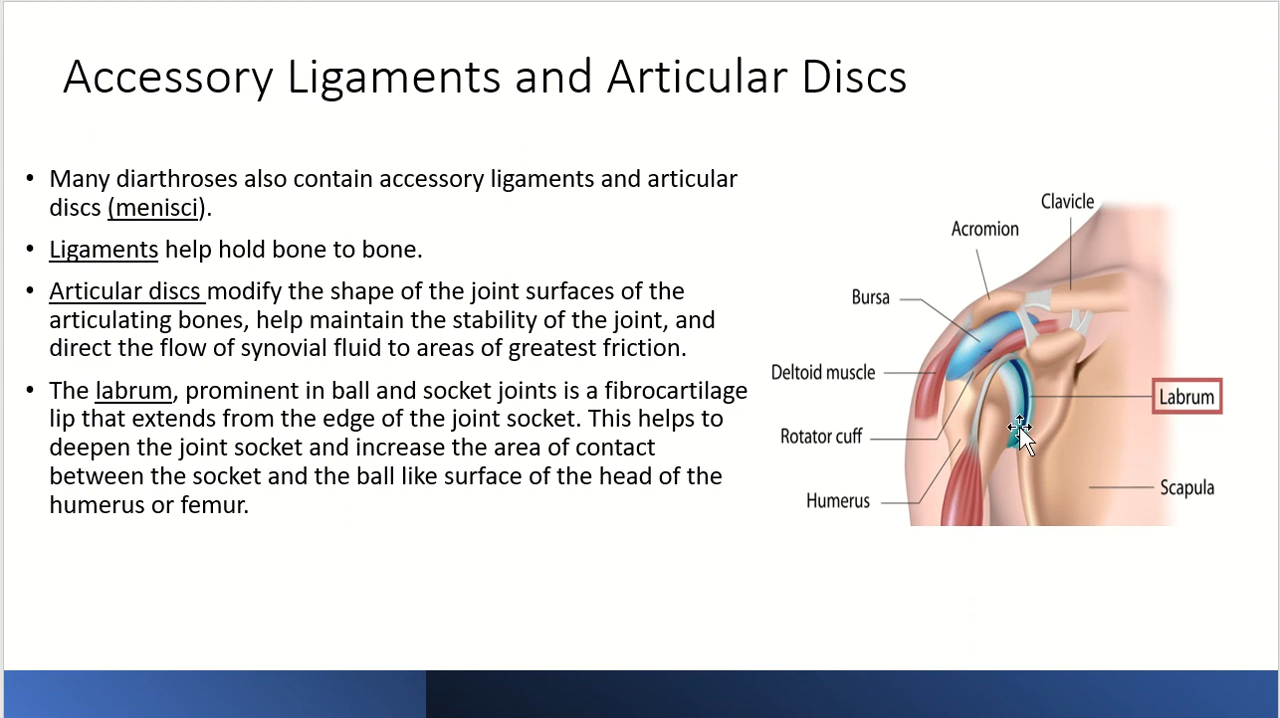 Accessory Ligaments and Articular Discs
• Many diarthroses also contain accessory ligaments and articular
discs (menisci).
• Ligaments help hold bone to bone.
• Articular discs modify the shape of the joint surfaces of the
articulating bones, help maintain the stability of the joint, and
direct the flow of synovial fluid to areas of greatest friction.
• The labrum, prominent in ball and socket joints is a fibrocartilage
lip that extends from the edge of the joint socket. This helps to
deepen the joint socket and increase the area of contact
between the socket and the ball like surface of the head of the
humerus or femur.
Clavicle
Acromion
Bursa
Deltoid muscle
Labrum
Rotator cuff
Scapula
Humerus